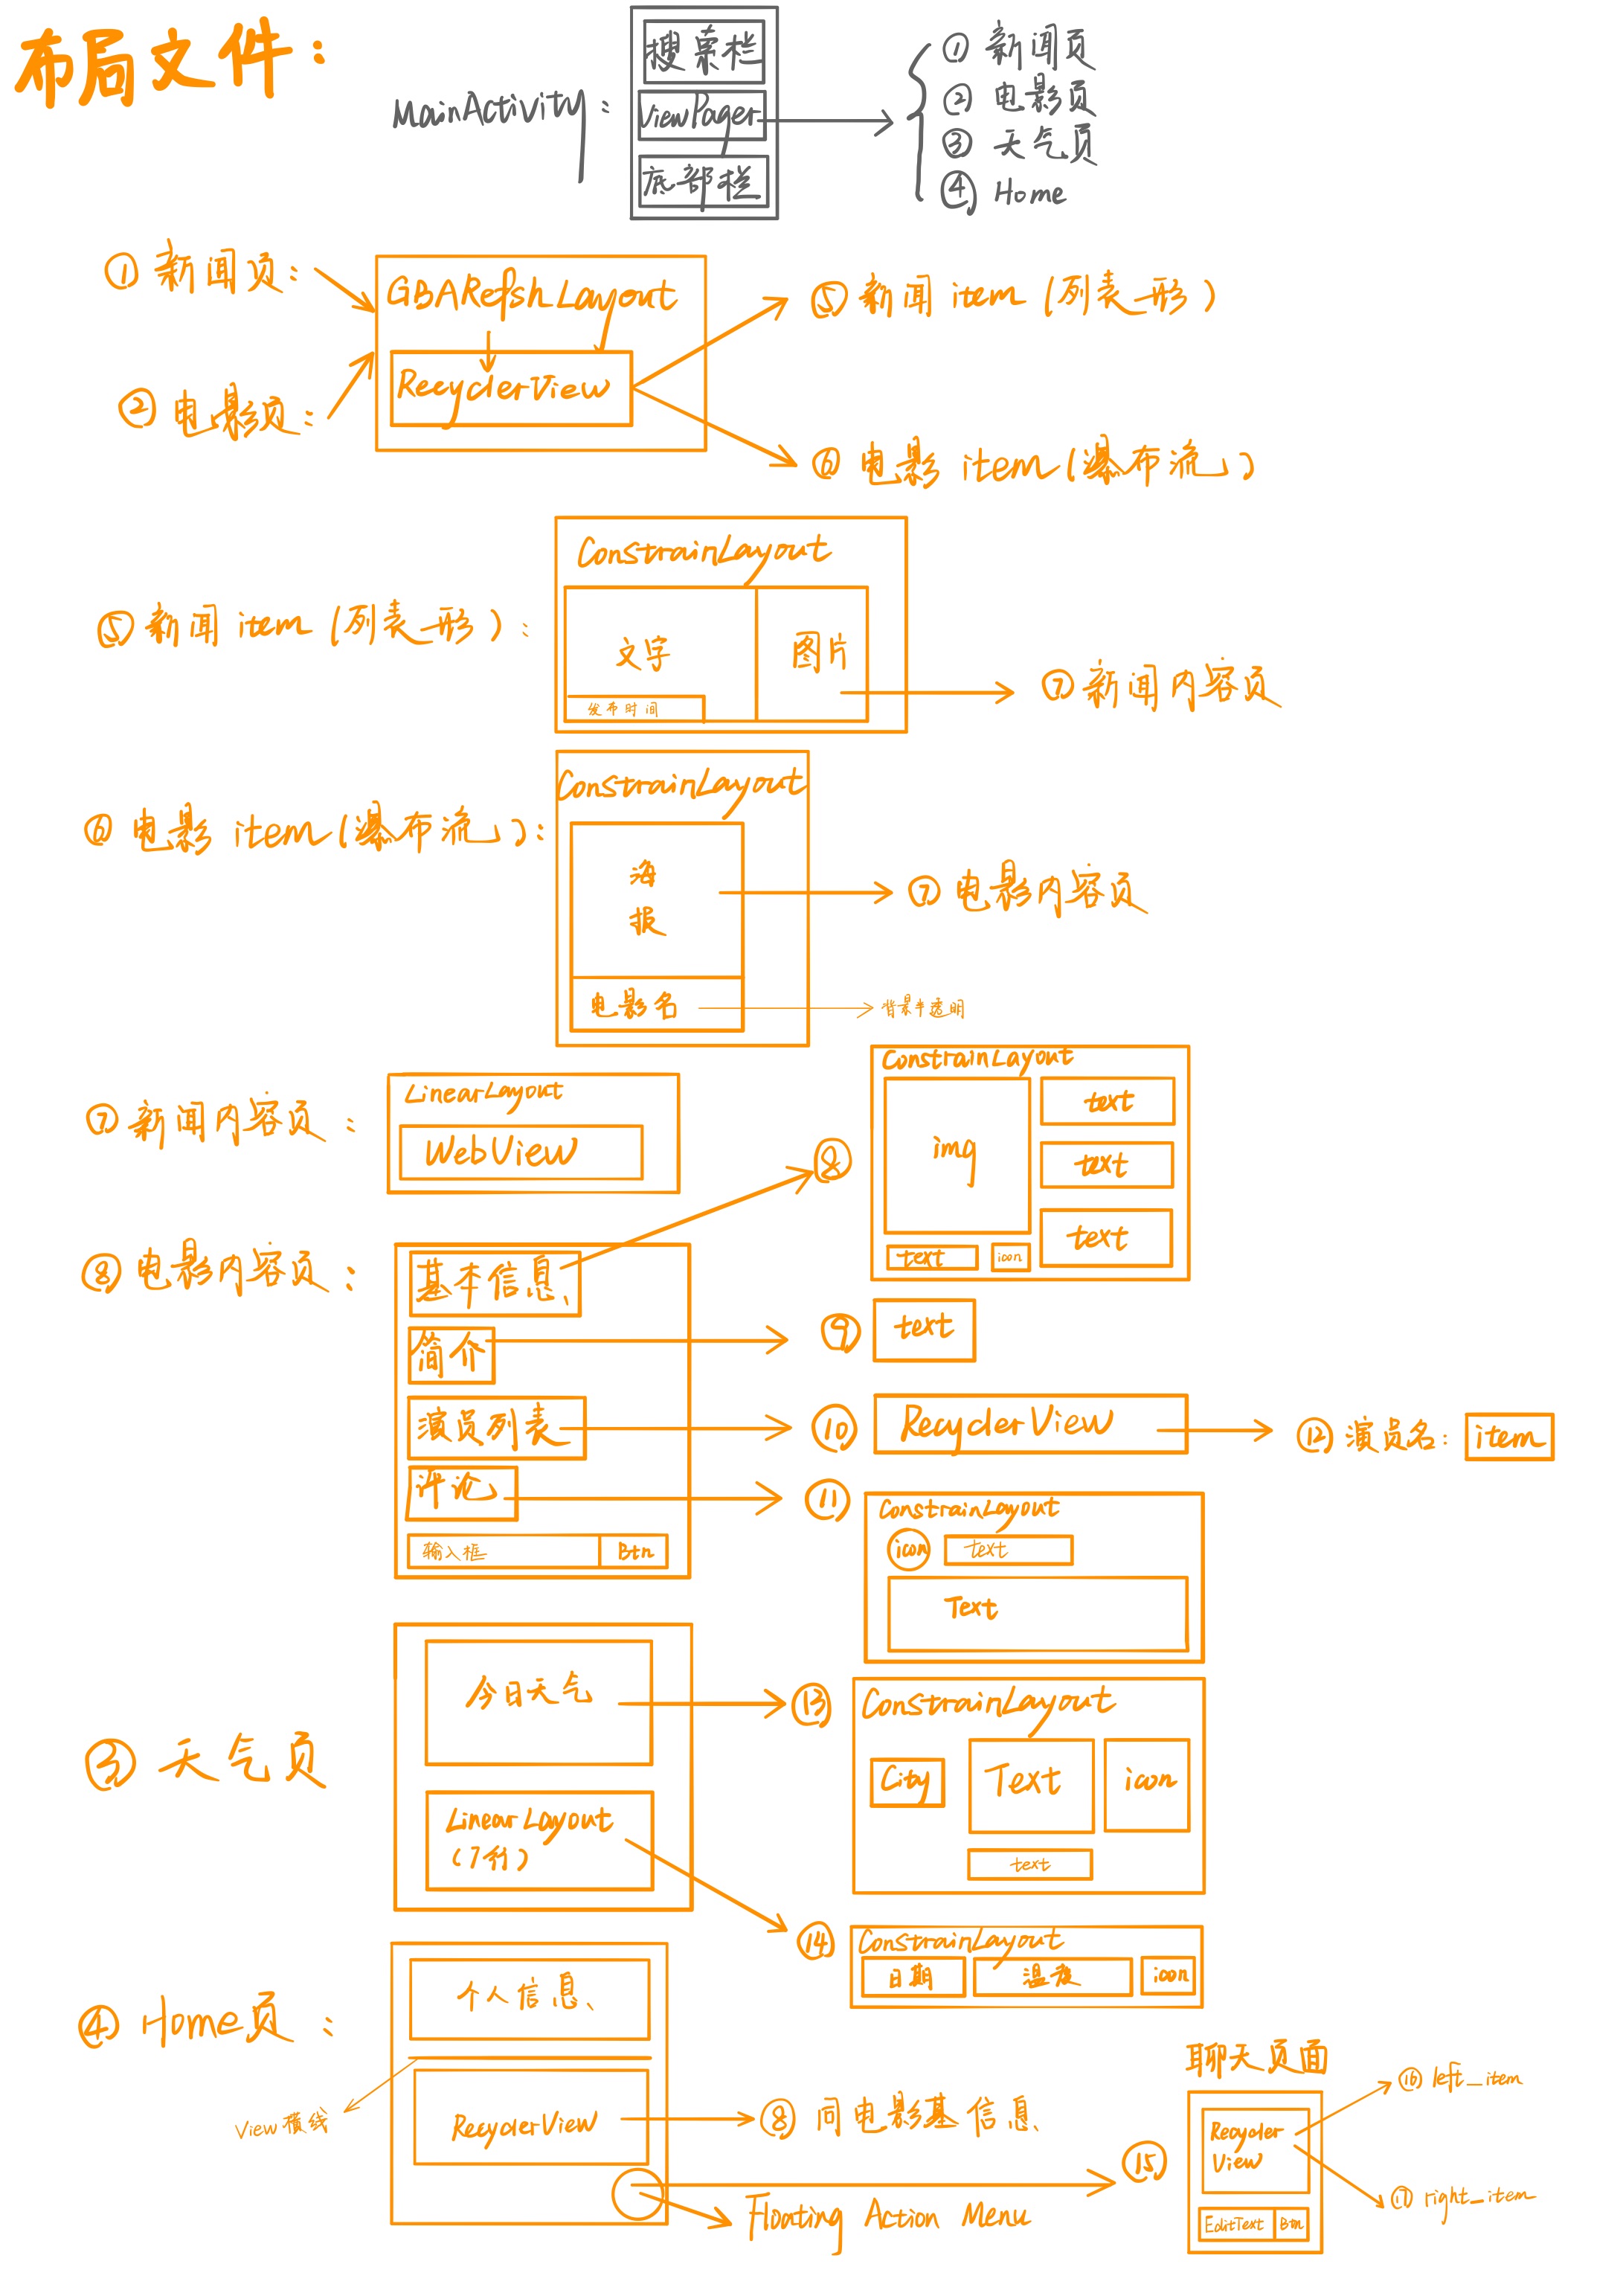 布局文件：
MainActivity：
搜索栏
ViewPager
底部栏
① 新闻页
② 电影页
③ 天气页
④ Home
① 新闻页：
② 电影页：
GBARefshLayout
RecyclerView
⑤ 新闻 item (列表形)
⑥ 电影 item (瀑布流)
⑤ 新闻 item (列表形)：
ConstrainLayout
文字
图片
发布时间
⑦ 新闻内容页
⑥ 电影 item (瀑布流)：
ConstrainLayout
海
报
电影名
⑦ 电影内容页
背景半透明
⑦ 新闻内容页：
LinearLayout
WebView
⑧
ConstrainLayout
img
text
text
text
text
icon
⑧ 电影内容页：
基本信息
简介
演员列表
评论
输入框
Btn
⑨
text
⑩
RecyclerView
⑫ 演员名：
item
⑪
ConstrainLayout
icon
text
Text
③ 天气页
今日天气
LinearLayout
(7行)
⑬
ConstrainLayout
City
Text
icon
text
⑭
ConstrainLayout
日期
温度
icon
④ Home页：
个人信息
View横线
RecyclerView
⑧ 同电影基信息
Floating Action Menu
⑮
聊天页面
Recycler
View
EditText
Btn
⑯ left_item
⑰ right_item